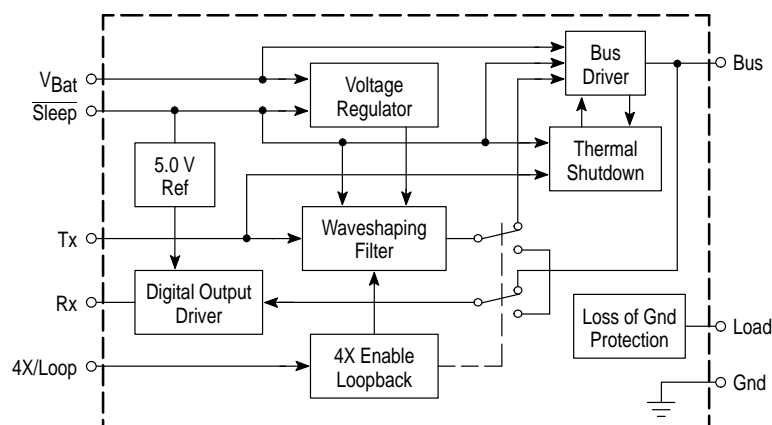 VBat
Sleep
Tx
Rx
4X/Loop
5.0 V
Ref
Digital Output
Driver
Voltage
Regulator
Waveshaping
Filter
4X Enable
Loopback
Bus
Driver
Thermal
Shutdown
Loss of Gnd
Protection
Bus
Load
Gnd